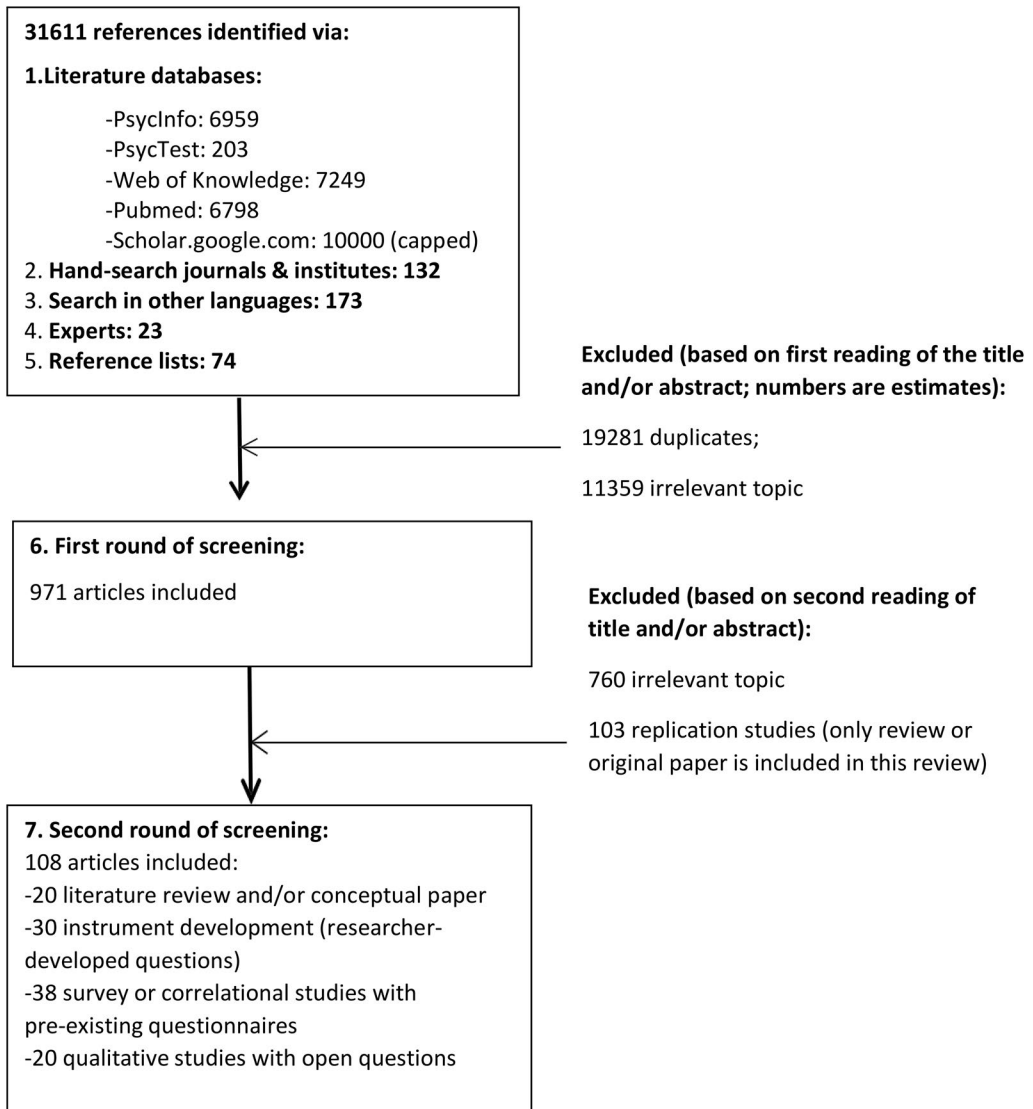 31611 references identified via:
1.Literature databases:
-PsycInfo: 6959
-PsycTest: 203
-Web of Knowledge: 7249
-Pubmed: 6798
-Scholar.google.com: 10000 (capped)
2. Hand-search journals & institutes: 132
3. Search in other languages: 173
4. Experts: 23
5. Reference lists: 74
Excluded (based on first reading of the title
and/or abstract; numbers are estimates):
19281 duplicates;
11359 irrelevant topic
6. First round of screening:
971 articles included
Excluded (based on second reading of
title and/or abstract):
760 irrelevant topic
103 replication studies (only review or
original paper is included in this review)
7. Second round of screening:
108 articles included:
-20 literature review and/or conceptual paper
-30 instrument development (researcher-
developed questions)
-38 survey or correlational studies with
pre-existing questionnaires
-20 qualitative studies with open questions